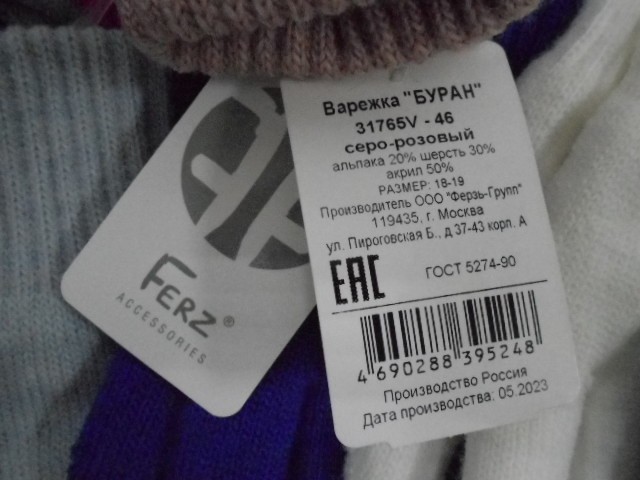 Варежка "БУРАН"
31765V - 46
серо-розовый
альпака 20% шерсть 30%
акрил 50%
РАЗМЕР: 18-19
Производитель ООО "Ферзь-Групп"
119435, г. Москва
ул. Пироговская Б., д 37-43 корп. А
ЕАС ГОСТ 5274-90
4 690288 395248
Производство Россия
Дата производства: 05.2023
FERZ®
ACCESSORIES